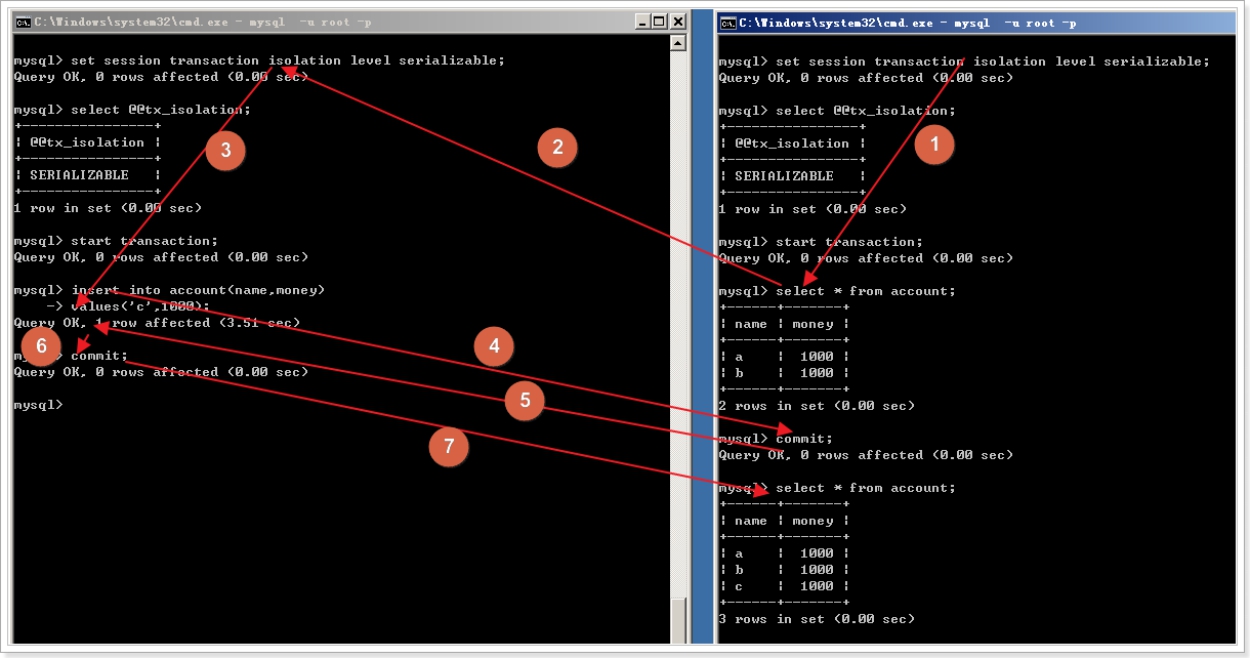 C:\Windows\system32\cmd.exe - mysql  -u root -p
mysql> set session transaction isolation level serializable;
Query OK, 0 rows affected (0.00 sec)
mysql> select @@tx_isolation;
+----------------+
| @@tx_isolation |
+----------------+
| SERIALIZABLE   |
+----------------+
1 row in set (0.00 sec)
mysql> start transaction;
Query OK, 0 rows affected (0.00 sec)
mysql> insert into account(name,money)
    -> values('c',1000);
Query OK, 1 row affected (3.51 sec)
mysql> commit;
Query OK, 0 rows affected (0.00 sec)
mysql>
3
6
2
4
5
7
C:\Windows\system32\cmd.exe - mysql  -u root -p
mysql> set session transaction isolation level serializable;
Query OK, 0 rows affected (0.00 sec)
mysql> select @@tx_isolation;
+----------------+
| @@tx_isolation |
+----------------+
| SERIALIZABLE   |
+----------------+
1 row in set (0.00 sec)
mysql> start transaction;
Query OK, 0 rows affected (0.00 sec)
mysql> select * from account;
+------+-------+
| name | money |
+------+-------+
| a    |  1000 |
| b    |  1000 |
+------+-------+
2 rows in set (0.00 sec)
mysql> commit;
Query OK, 0 rows affected (0.00 sec)
mysql> select * from account;
+------+-------+
| name | money |
+------+-------+
| a    |  1000 |
| b    |  1000 |
| c    |  1000 |
+------+-------+
3 rows in set (0.00 sec)
1